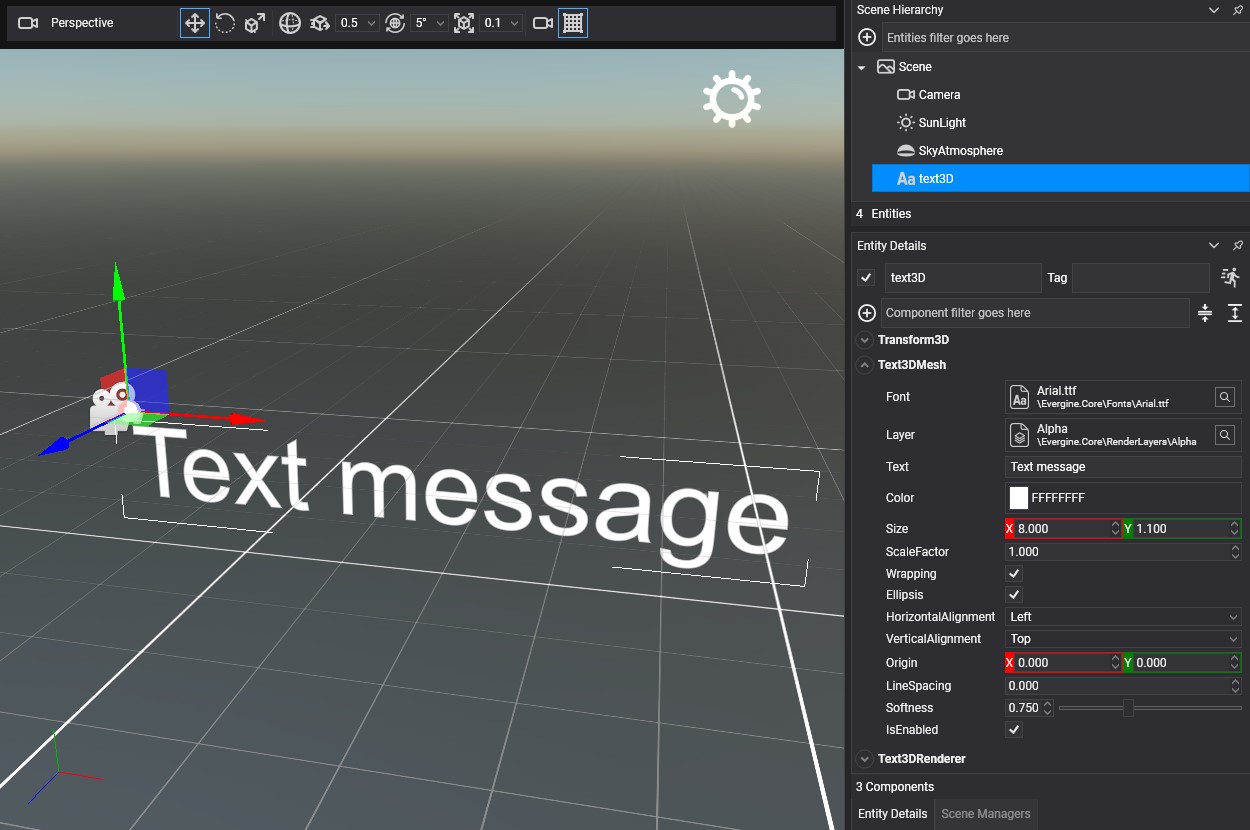 Perspective
0.5
5°
0.1
Text message
Scene Hierarchy
Entities filter goes here
Scene
Camera
SunLight
SkyAtmosphere
Aa text3D
4 Entities
Entity Details
text3D Tag
Component filter goes here
Transform3D
Text3DMesh
Font Aa Arial.ttf
\Evergine.Core\Fonts\Arial.ttf
Layer Alpha
\Evergine.Core\RenderLayers\Alpha
Text Text message
Color FFFFFFFF
Size X 8.000 Y 1.100
ScaleFactor 1.000
Wrapping
Ellipsis
HorizontalAlignment Left
VerticalAlignment Top
Origin X 0.000 Y 0.000
LineSpacing 0.000
Softness 0.750
IsEnabled
Text3DRenderer
3 Components
Entity Details Scene Managers